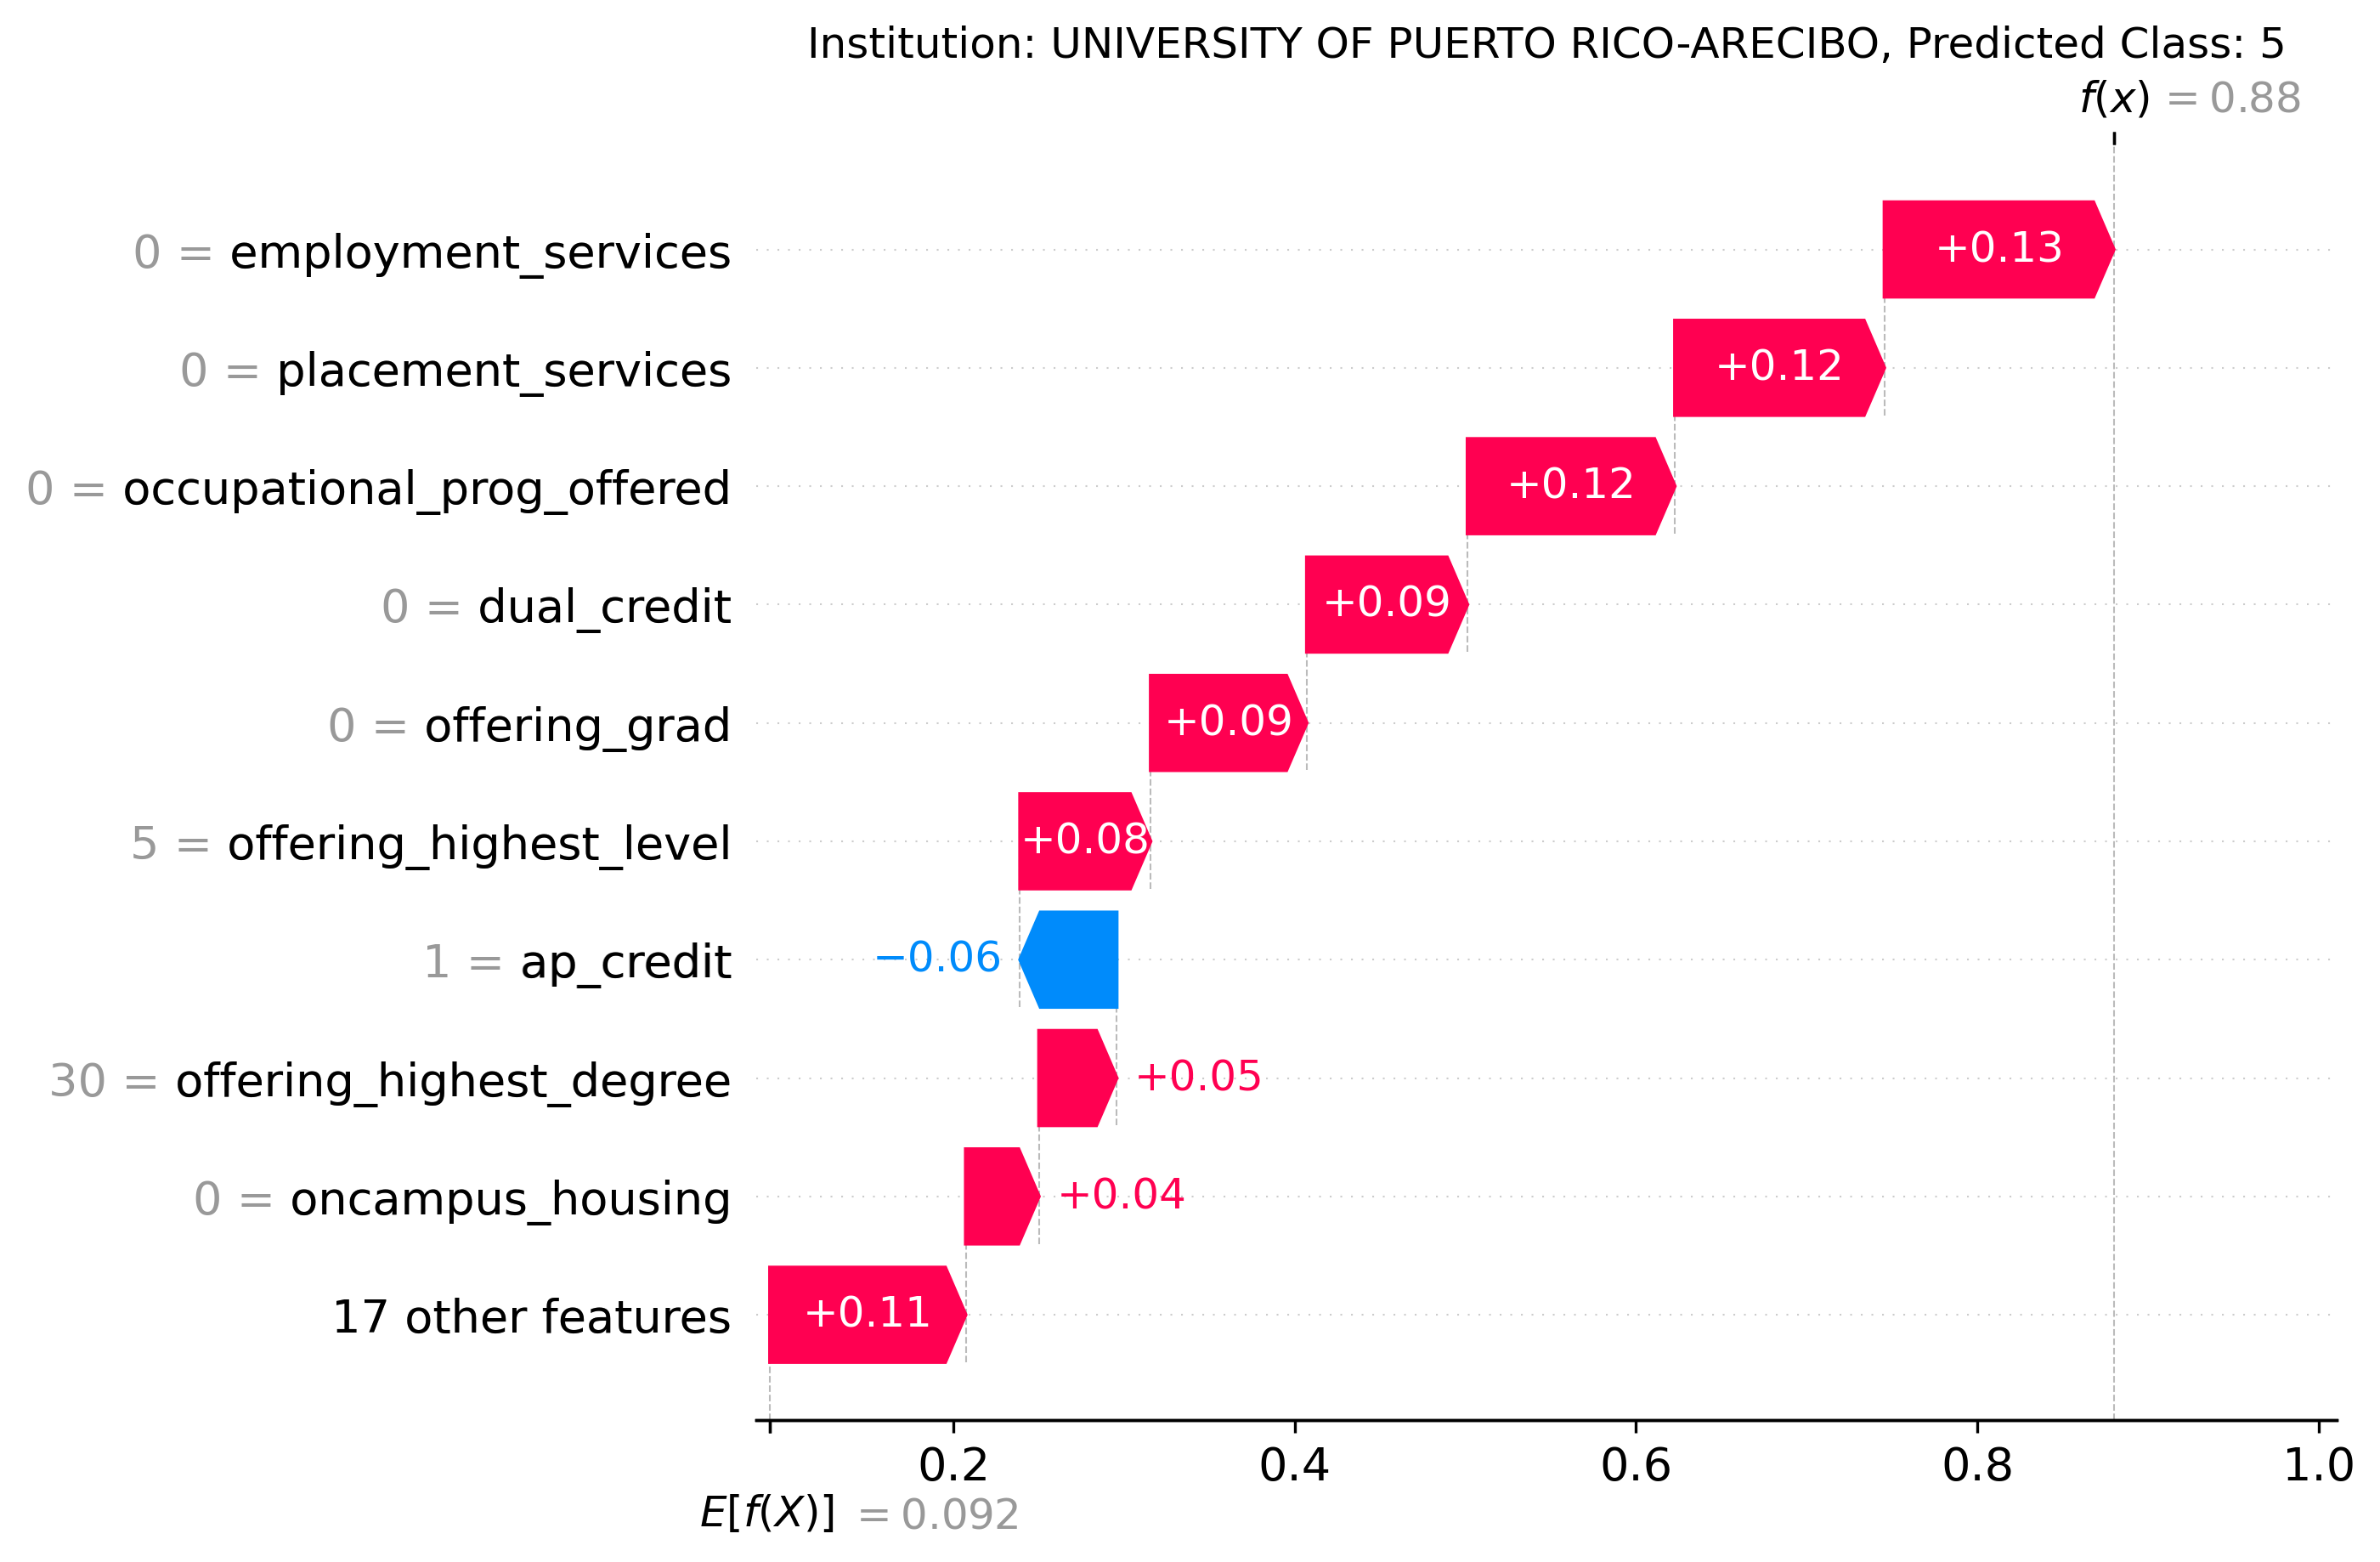 Institution: UNIVERSITY OF PUERTO RICO-ARECIBO, Predicted Class: 5
f(x) = 0.88
0 = employment_services +0.13
0 = placement_services +0.12
0 = occupational_prog_offered +0.12
0 = dual_credit +0.09
0 = offering_grad +0.09
5 = offering_highest_level +0.08
1 = ap_credit −0.06
30 = offering_highest_degree +0.05
0 = oncampus_housing +0.04
17 other features +0.11
0.2 0.4 0.6 0.8 1.0
E[f(X)] = 0.092